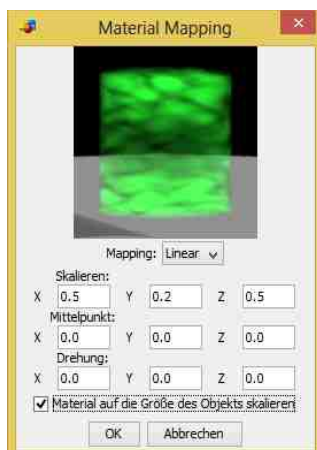 Material Mapping
Mapping: Linear
Skalieren:
X 0.5 Y 0.2 Z 0.5
Mittelpunkt:
X 0.0 Y 0.0 Z 0.0
Drehung:
X 0.0 Y 0.0 Z 0.0
Material auf die Größe des Objekts skalieren
OK Abbrechen